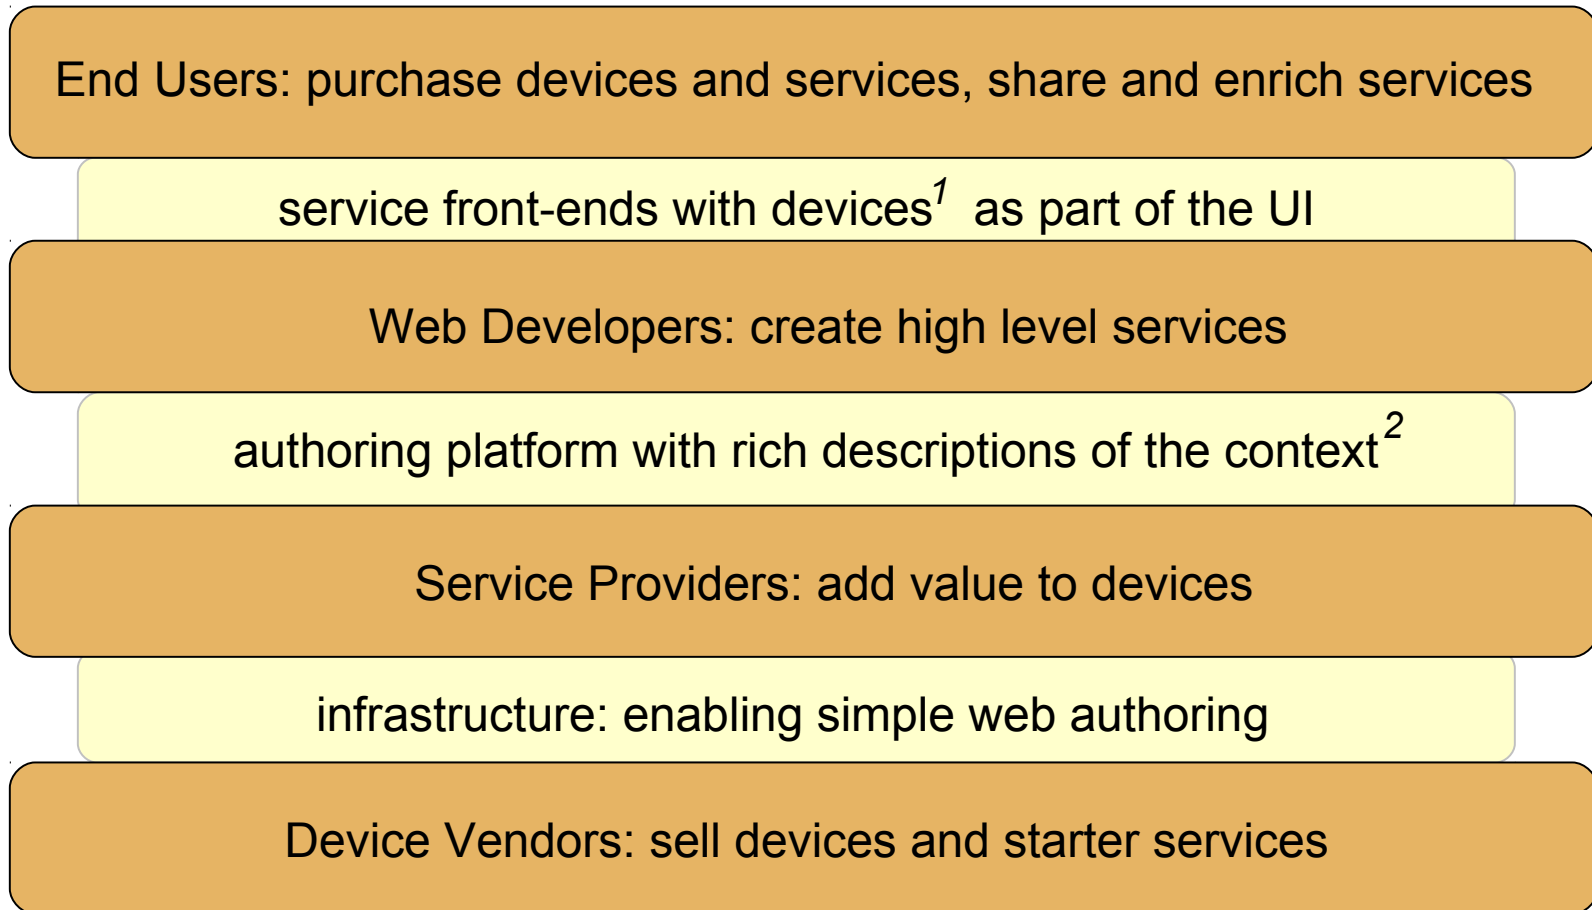 End Users: purchase devices and services, share and enrich services
service front-ends with devices¹ as part of the UI
Web Developers: create high level services
authoring platform with rich descriptions of the context²
Service Providers: add value to devices
infrastructure: enabling simple web authoring
Device Vendors: sell devices and starter services